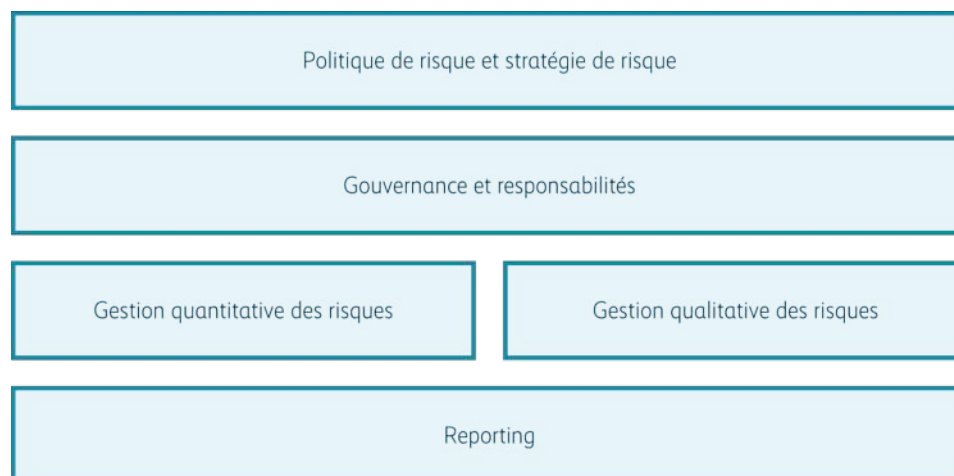 Politique de risque et stratégie de risque
Gouvernance et responsabilités
Gestion quantitative des risques
Gestion qualitative des risques
Reporting